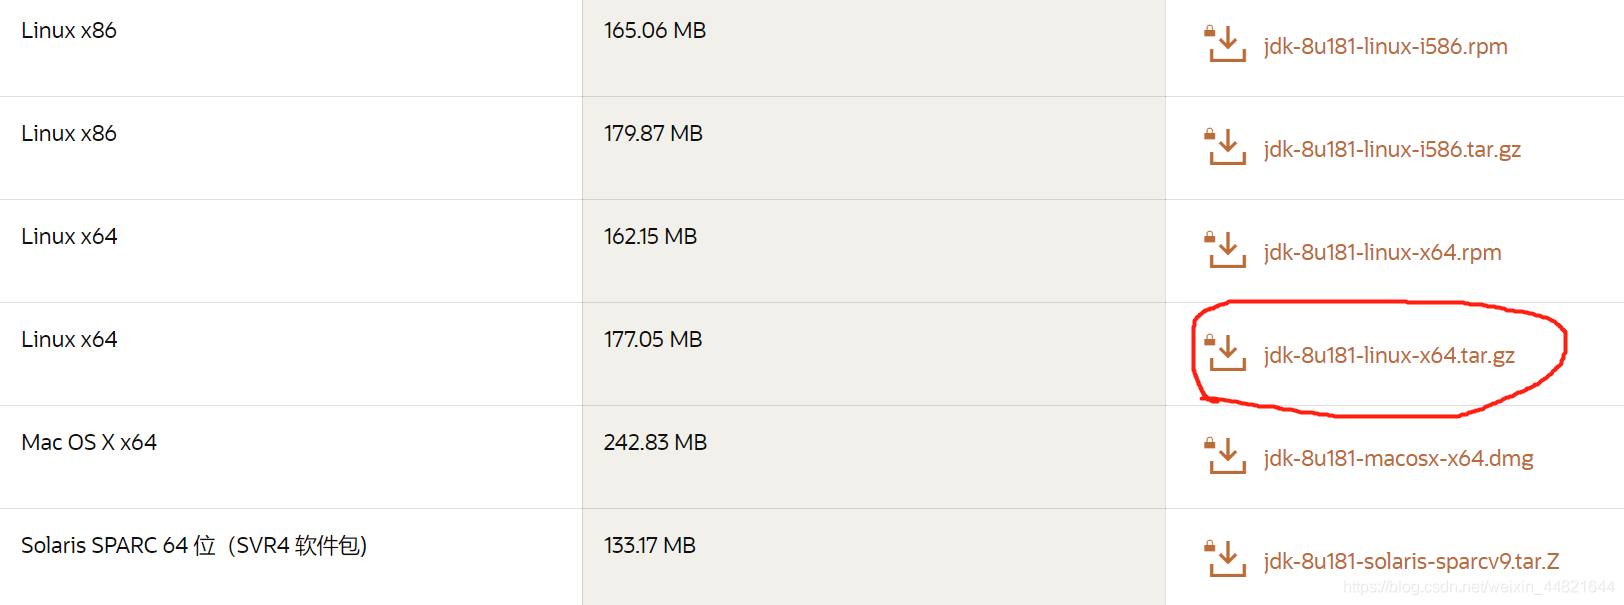 Linux x86 165.06 MB jdk-8u181-linux-i586.rpm
Linux x86 179.87 MB jdk-8u181-linux-i586.tar.gz
Linux x64 162.15 MB jdk-8u181-linux-x64.rpm
Linux x64 177.05 MB jdk-8u181-linux-x64.tar.gz
Mac OS X x64 242.83 MB jdk-8u181-macosx-x64.dmg
Solaris SPARC 64 位（SVR4 软件包) 133.17 MB jdk-8u181-solaris-sparcv9.tar.Z
https://blog.csdn.net/weixin_44821644